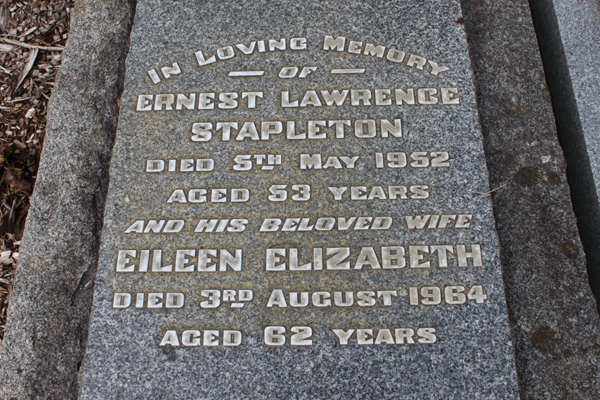 In Loving Memory
— OF —
ERNEST LAWRENCE
STAPLETON
DIED 5TH MAY 1952
AGED 53 YEARS
AND HIS BELOVED WIFE
EILEEN ELIZABETH
DIED 3RD AUGUST 1964
AGED 62 YEARS